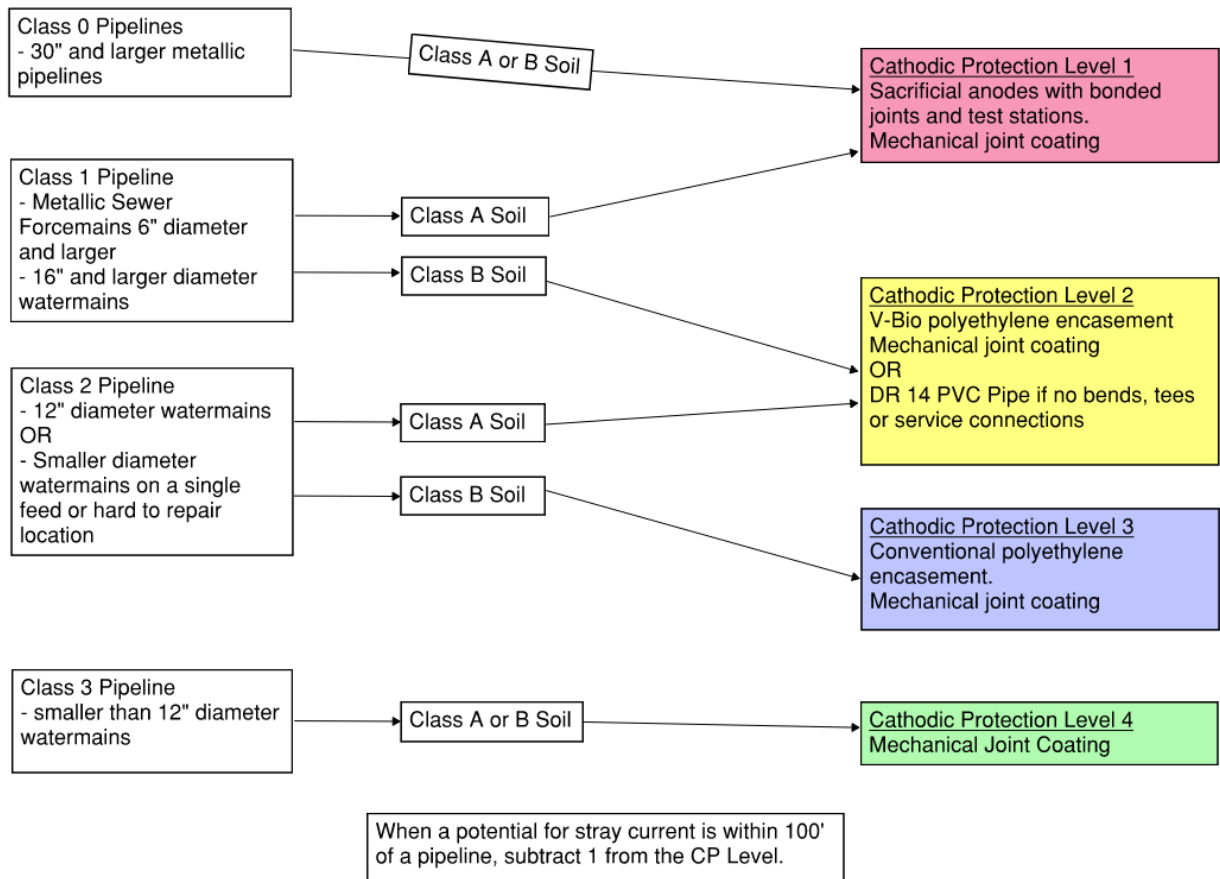 Class 0 Pipelines
- 30" and larger metallic
pipelines
Class A or B Soil
Cathodic Protection Level 1
Sacrificial anodes with bonded
joints and test stations.
Mechanical joint coating
Class 1 Pipeline
- Metallic Sewer
Forcemains 6" diameter
and larger
- 16" and larger diameter
watermains
Class A Soil
Class B Soil
Cathodic Protection Level 2
V-Bio polyethylene encasement
Mechanical joint coating
OR
DR 14 PVC Pipe if no bends, tees
or service connections
Class 2 Pipeline
- 12" diameter watermains
OR
- Smaller diameter
watermains on a single
feed or hard to repair
location
Class A Soil
Class B Soil
Cathodic Protection Level 3
Conventional polyethylene
encasement.
Mechanical joint coating
Class 3 Pipeline
- smaller than 12" diameter
watermains
Class A or B Soil
Cathodic Protection Level 4
Mechanical Joint Coating
When a potential for stray current is within 100'
of a pipeline, subtract 1 from the CP Level.